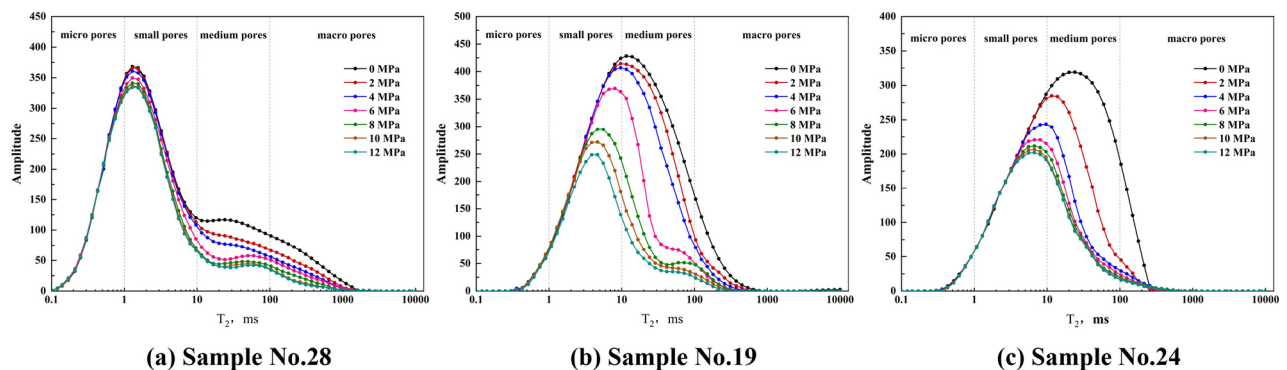 450
400
350
300
250
200
150
100
50
0
Amplitude
micro pores small pores medium pores macro pores
0 MPa
2 MPa
4 MPa
6 MPa
8 MPa
10 MPa
12 MPa
0.1 1 10 100 1000 10000
T₂, ms
(a) Sample No.28
500
450
400
350
300
250
200
150
100
50
0
Amplitude
micro pores small pores medium pores macro pores
0 MPa
2 MPa
4 MPa
6 MPa
8 MPa
10 MPa
12 MPa
0.1 1 10 100 1000 10000
T₂, ms
(b) Sample No.19
400
350
300
250
200
150
100
50
0
Amplitude
micro pores small pores medium pores macro pores
0 MPa
2 MPa
4 MPa
6 MPa
8 MPa
10 MPa
12 MPa
0.1 1 10 100 1000 10000
T₂, ms
(c) Sample No.24